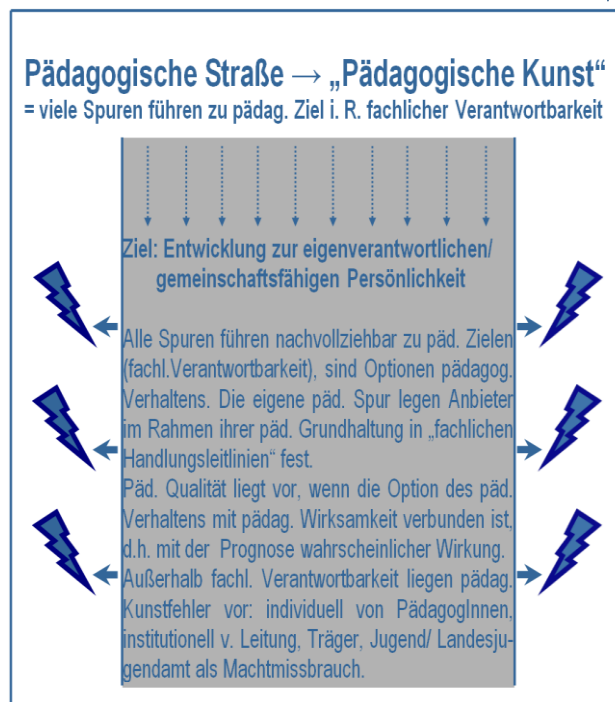 Pädagogische Straße → „Pädagogische Kunst“
= viele Spuren führen zu pädag. Ziel i. R. fachlicher Verantwortbarkeit
Ziel: Entwicklung zur eigenverantwortlichen/
gemeinschaftsfähigen Persönlichkeit
Alle Spuren führen nachvollziehbar zu päd. Zielen
(fachl.Verantwortbarkeit), sind Optionen pädagog.
Verhaltens. Die eigene päd. Spur legen Anbieter
im Rahmen ihrer päd. Grundhaltung in „fachlichen
Handlungsleitlinien“ fest.
Päd. Qualität liegt vor, wenn die Option des päd.
Verhaltens mit pädag. Wirksamkeit verbunden ist,
d.h. mit der Prognose wahrscheinlicher Wirkung.
Außerhalb fachl. Verantwortbarkeit liegen pädag.
Kunstfehler vor: individuell von PädagogInnen,
institutionell v. Leitung, Träger, Jugend/ Landesju-
gendamt als Machtmissbrauch.